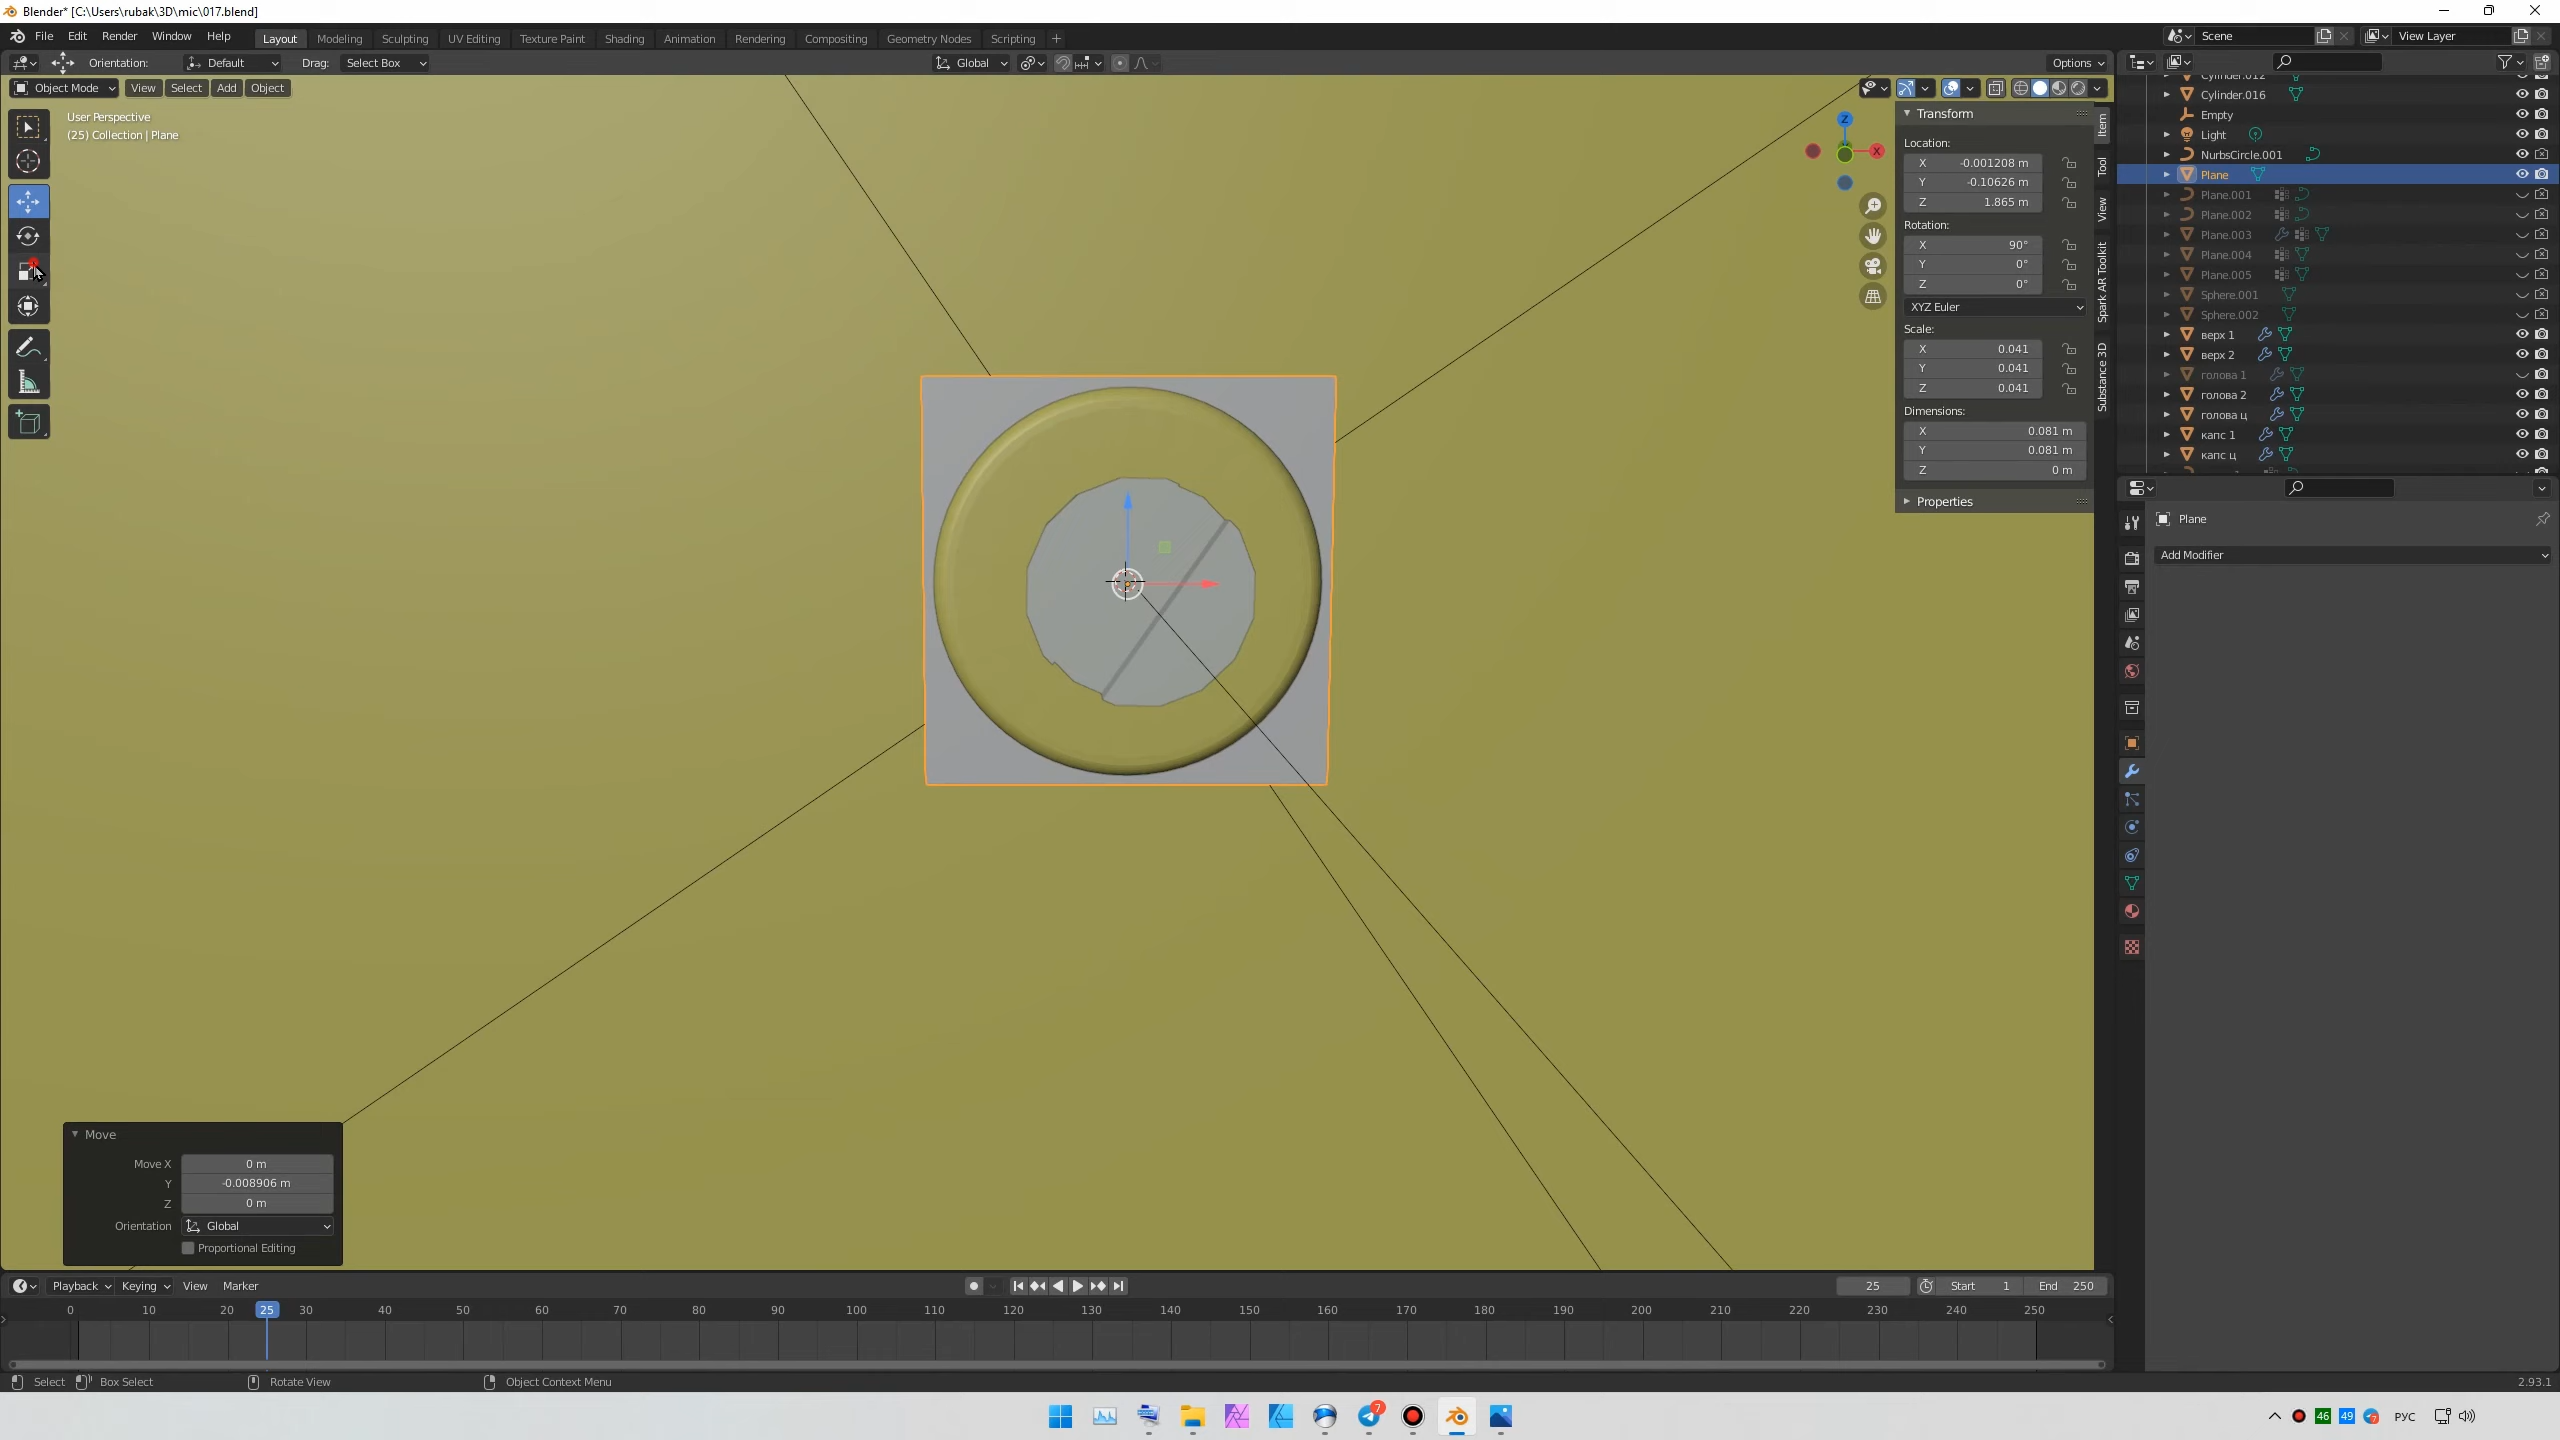 Blender* [C:\Users\rubak\3D\mic\017.blend]
File Edit Render Window Help
Layout Modeling Sculpting UV Editing Texture Paint Shading Animation Rendering Compositing Geometry Nodes Scripting +
Scene
View Layer
Orientation: Default Drag: Select Box
Global
Options
Object Mode View Select Add Object
User Perspective
(25) Collection | Plane
Z
X
Transform
Location:
X -0.001208 m
Y -0.10626 m
Z 1.865 m
Rotation:
X 90°
Y 0°
Z 0°
XYZ Euler
Scale:
X 0.041
Y 0.041
Z 0.041
Dimensions:
X 0.081 m
Y 0.081 m
Z 0 m
Properties
Item
Tool
View
Spark AR Toolkit
Substance 3D
Cylinder.012
Cylinder.016
Empty
Light
NurbsCircle.001
Plane
Plane.001
Plane.002
Plane.003
Plane.004
Plane.005
Sphere.001
Sphere.002
верх 1
верх 2
голова 1
голова 2
голова ц
капс 1
капс ц
Plane
Add Modifier
Move
Move X 0 m
Y -0.008906 m
Z 0 m
Orientation Global
Proportional Editing
Playback Keying View Marker
25 Start 1 End 250
0 10 20 25 30 40 50 60 70 80 90 100 110 120 130 140 150 160 170 180 190 200 210 220 230 240 250
Select Box Select Rotate View Object Context Menu
2.93.1
7
46 49 7 РУС